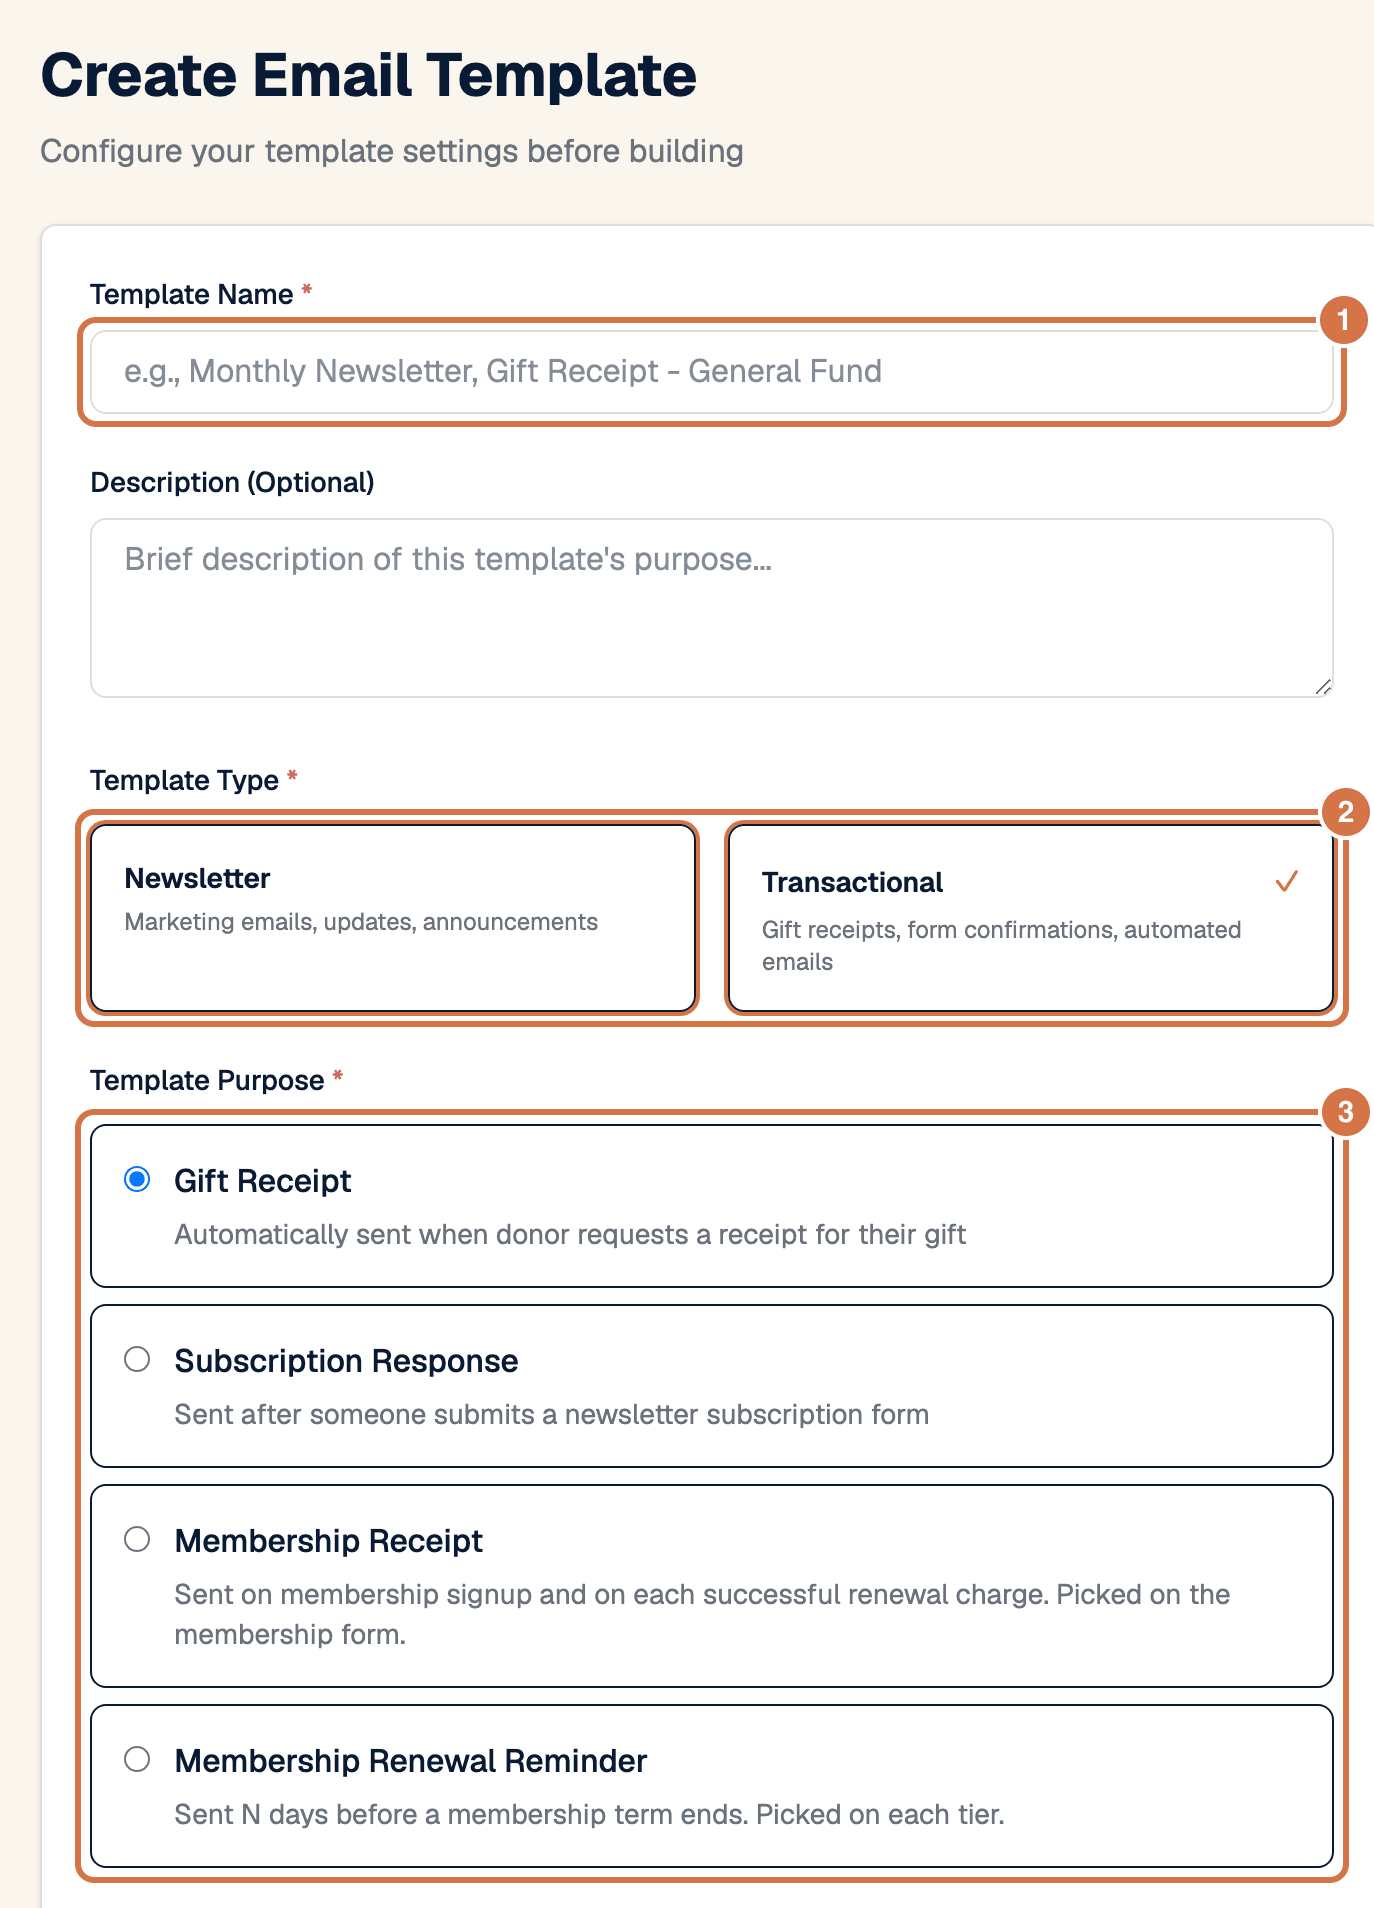 Create Email Template
Configure your template settings before building
Template Name *
1
e.g., Monthly Newsletter, Gift Receipt - General Fund
Description (Optional)
Brief description of this template's purpose...
Template Type *
2
Newsletter
Marketing emails, updates, announcements
Transactional
Gift receipts, form confirmations, automated
emails
Template Purpose *
3
Gift Receipt
Automatically sent when donor requests a receipt for their gift
Subscription Response
Sent after someone submits a newsletter subscription form
Membership Receipt
Sent on membership signup and on each successful renewal charge. Picked on the
membership form.
Membership Renewal Reminder
Sent N days before a membership term ends. Picked on each tier.